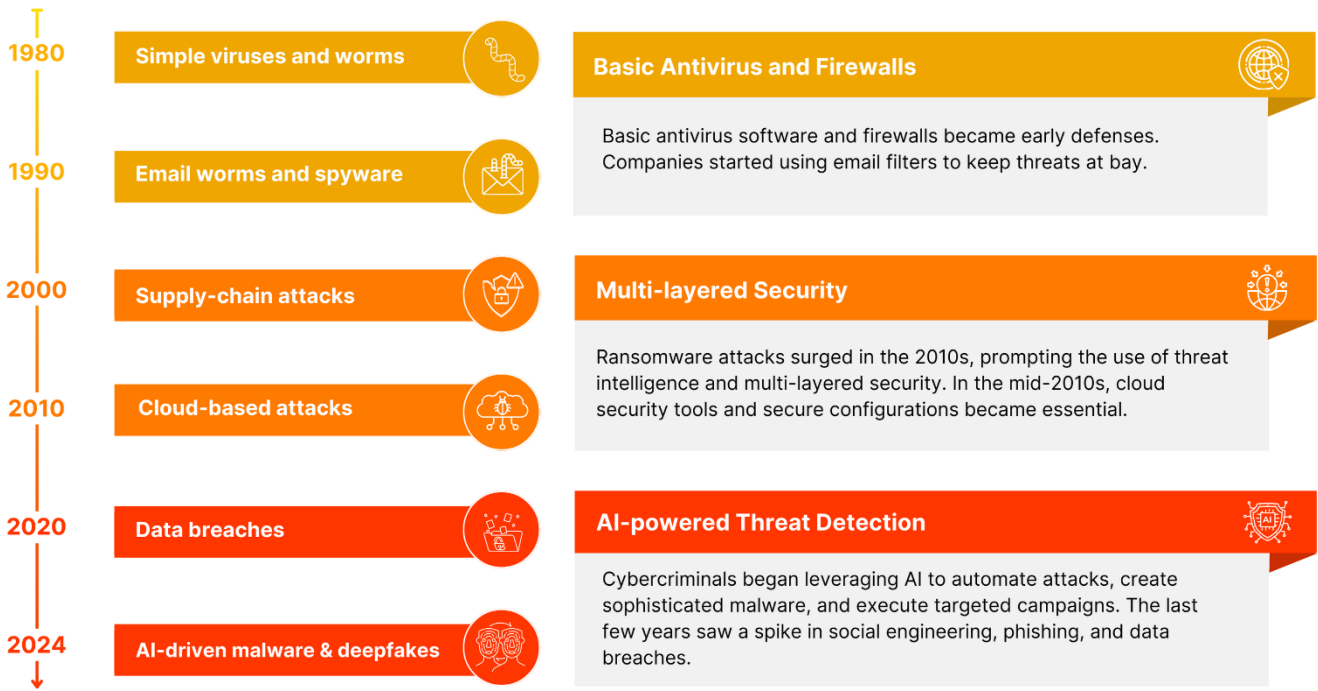 1980
Simple viruses and worms
Basic Antivirus and Firewalls
Basic antivirus software and firewalls became early defenses.
Companies started using email filters to keep threats at bay.
1990
Email worms and spyware
2000
Supply-chain attacks
Multi-layered Security
Ransomware attacks surged in the 2010s, prompting the use of threat
intelligence and multi-layered security. In the mid-2010s, cloud
security tools and secure configurations became essential.
2010
Cloud-based attacks
2020
Data breaches
AI-powered Threat Detection
AI
Cybercriminals began leveraging AI to automate attacks, create
sophisticated malware, and execute targeted campaigns. The last
few years saw a spike in social engineering, phishing, and data
breaches.
2024
AI-driven malware & deepfakes